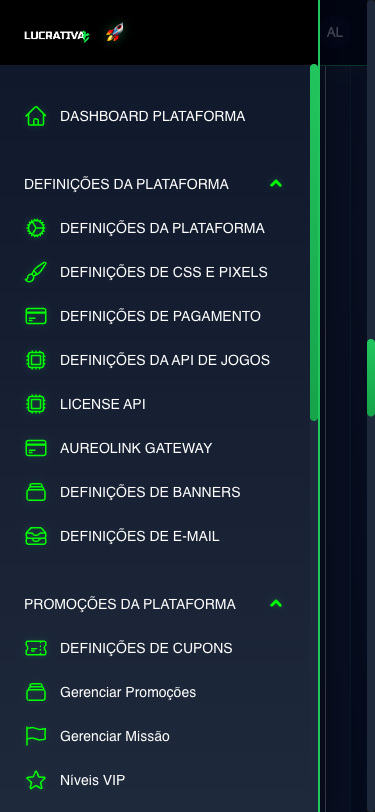 LUCRATIVA
AL
DASHBOARD PLATAFORMA
DEFINIÇÕES DA PLATAFORMA
DEFINIÇÕES DA PLATAFORMA
DEFINIÇÕES DE CSS E PIXELS
DEFINIÇÕES DE PAGAMENTO
DEFINIÇÕES DA API DE JOGOS
LICENSE API
AUREOLINK GATEWAY
DEFINIÇÕES DE BANNERS
DEFINIÇÕES DE E-MAIL
PROMOÇÕES DA PLATAFORMA
DEFINIÇÕES DE CUPONS
Gerenciar Promoções
Gerenciar Missão
Níveis VIP